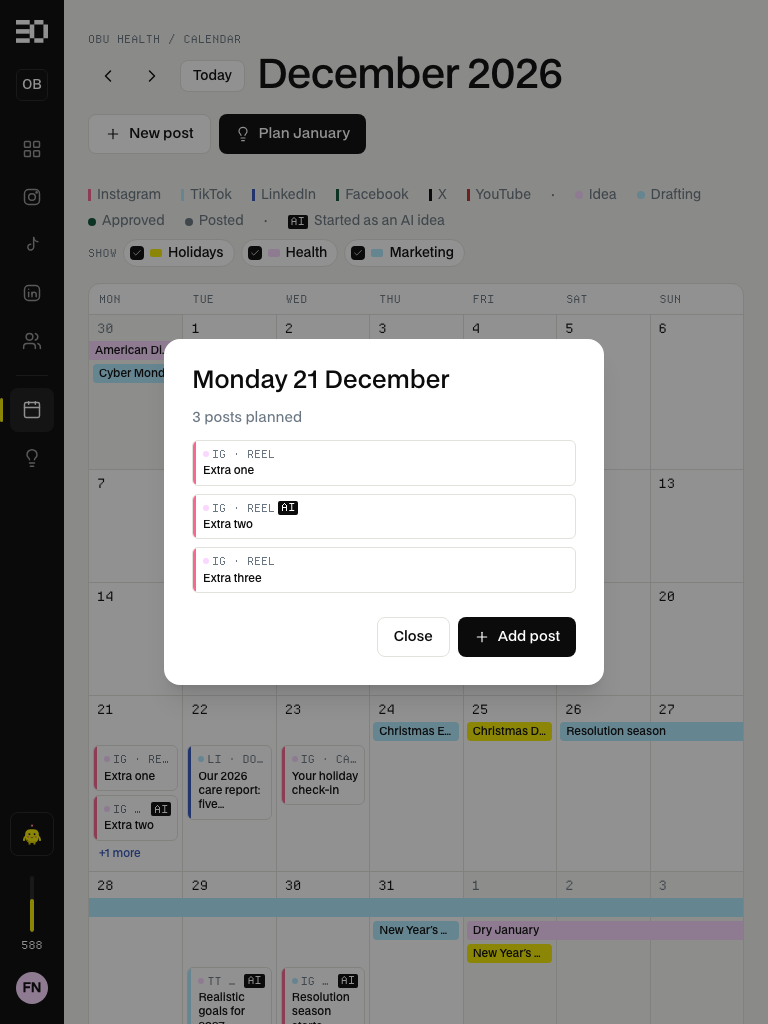 OB
OBU HEALTH / CALENDAR
Today
December 2026
New post
Plan January
Instagram
TikTok
LinkedIn
Facebook
X
YouTube
·
Idea
Drafting
Approved
Posted
·
AI Started as an AI idea
SHOW
Holidays
Health
Marketing
MON
TUE
WED
THU
FRI
SAT
SUN
30
1
2
3
4
5
6
American Di…
Cyber Mond
Monday 21 December
3 posts planned
IG · REEL
Extra one
IG · REEL AI
Extra two
IG · REEL
Extra three
Close
Add post
7
13
14
20
21
22
23
24
25
26
27
Christmas E…
Christmas D…
Resolution season
IG · RE…
Extra one
IG … AI
Extra two
+1 more
LI · DO…
Our 2026
care report:
five…
IG · CA…
Your holiday
check-in
28
29
30
31
1
2
3
New Year's …
Dry January
New Year's …
TT … AI
Realistic
goals for
2027
IG … AI
Resolution
season
starts
588
FN